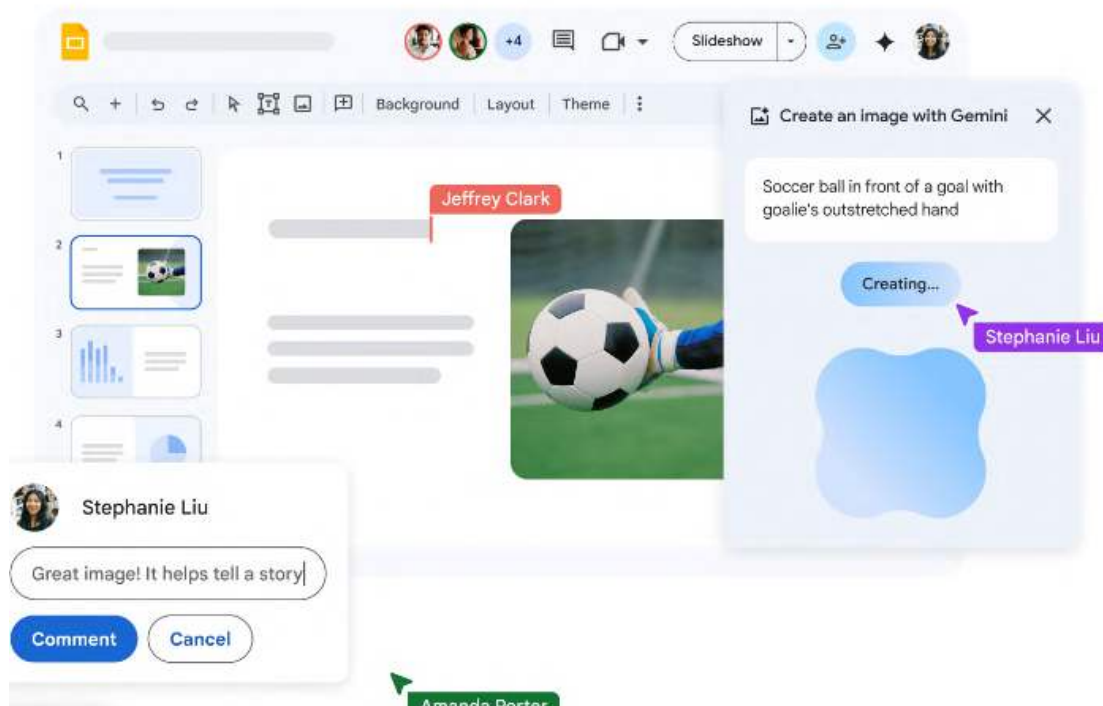 +4
Slideshow
Background
Layout
Theme
Create an image with Gemini
1
Soccer ball in front of a goal with
goalie's outstretched hand
Jeffrey Clark
2
Creating...
Stephanie Liu
3
4
Stephanie Liu
Great image! It helps tell a story
Comment
Cancel
Amanda Porter